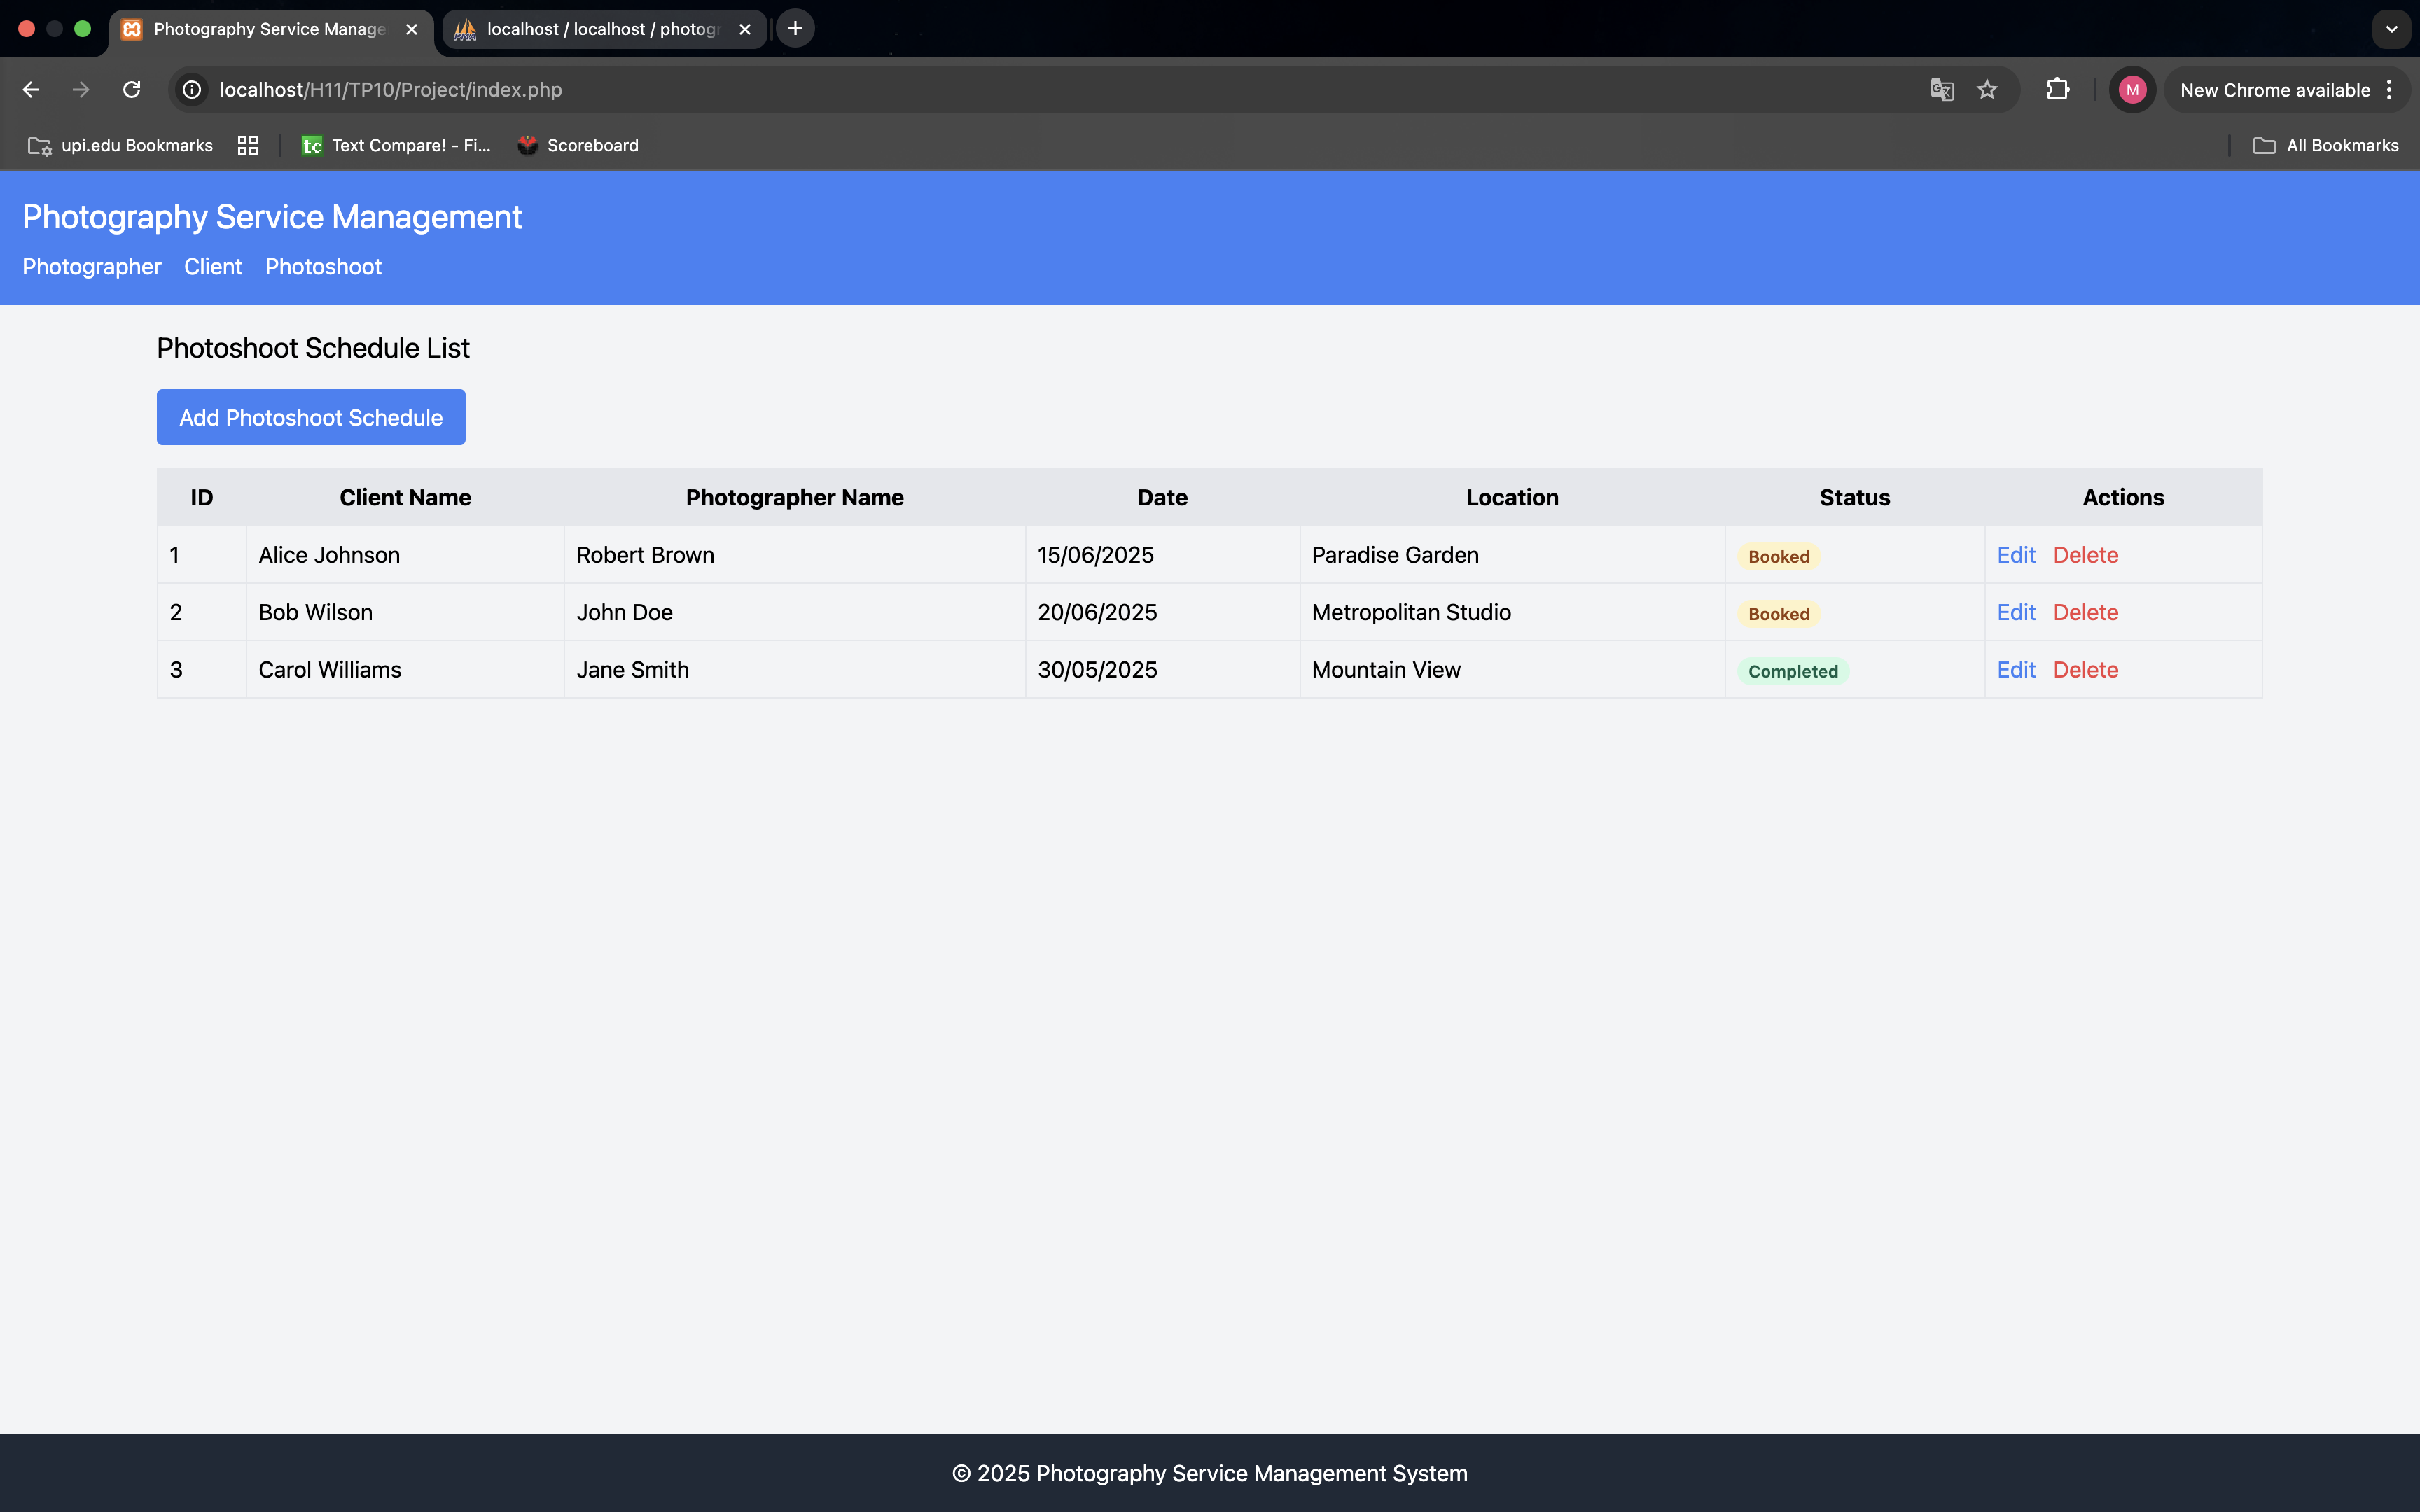 Photography Service Manage
localhost / localhost / photogr
localhost/H11/TP10/Project/index.php
M
New Chrome available
upi.edu Bookmarks
tc Text Compare! - Fi...
Scoreboard
All Bookmarks
Photography Service Management
Photographer Client Photoshoot
Photoshoot Schedule List
Add Photoshoot Schedule
ID Client Name Photographer Name Date Location Status Actions
1 Alice Johnson Robert Brown 15/06/2025 Paradise Garden Booked Edit Delete
2 Bob Wilson John Doe 20/06/2025 Metropolitan Studio Booked Edit Delete
3 Carol Williams Jane Smith 30/05/2025 Mountain View Completed Edit Delete
© 2025 Photography Service Management System